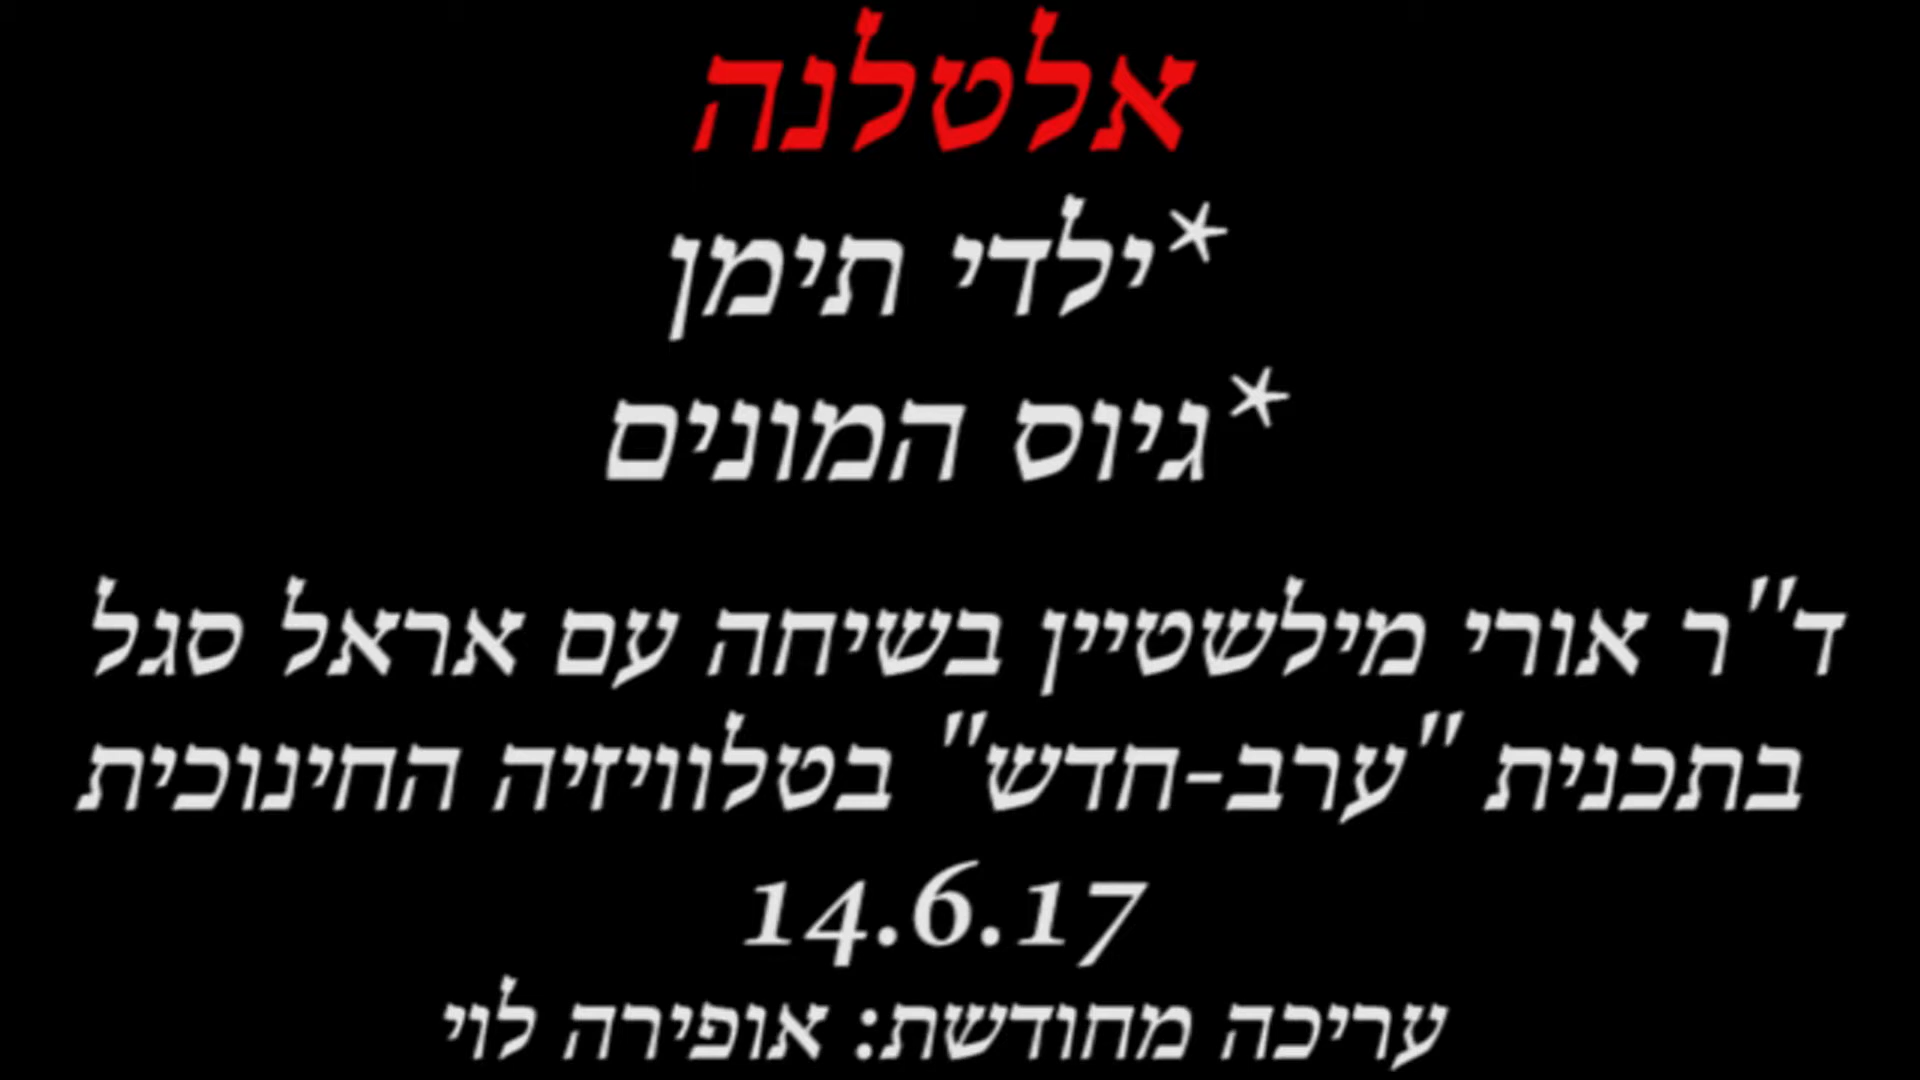 אלטלנה
*ילדי תימן
*גיוס המונים
ד"ר אורי מילשטיין בשיחה עם אראל סגל
בתכנית "ערב-חדש" בטלוויזיה החינוכית
14.6.17
עריכה מחודשת: אופירה לוי